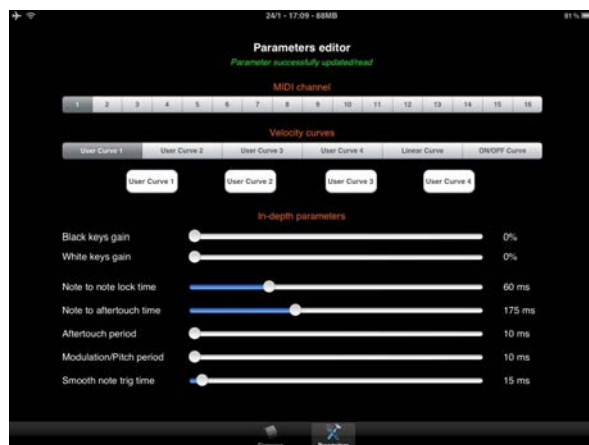 24/1 - 17:09 - 88MB 81 %
Parameters editor
Parameter successfully updated/read
MIDI channel
1 2 3 4 5 6 7 8 9 10 11 12 13 14 15 16
Velocity curves
User Curve 1 User Curve 2 User Curve 3 User Curve 4 Linear Curve ON/OFF Curve
User Curve 1 User Curve 2 User Curve 3 User Curve 4
In-depth parameters
Black keys gain 0%
White keys gain 0%
Note to note lock time 60 ms
Note to aftertouch time 175 ms
Aftertouch period 10 ms
Modulation/Pitch period 10 ms
Smooth note trig time 15 ms
Parameters